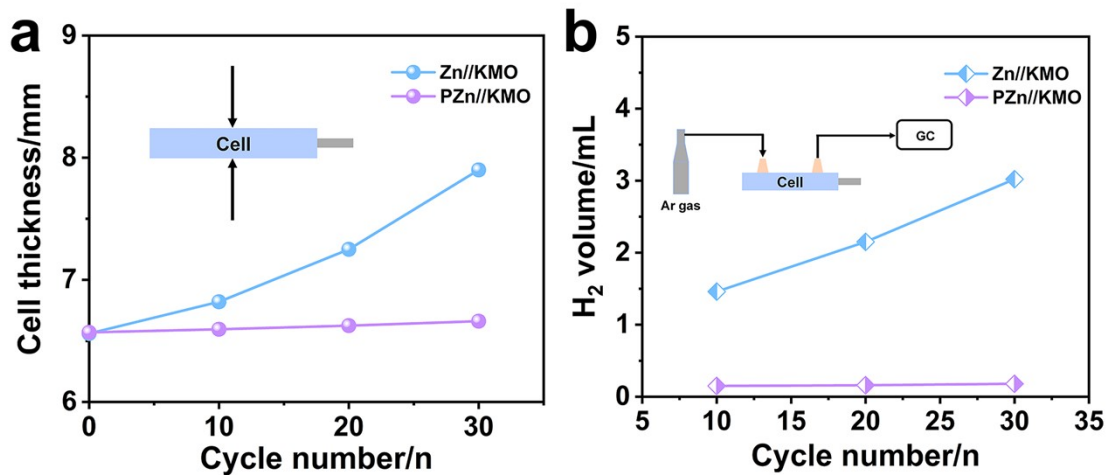 a
Cell thickness/mm
9
8
7
6
0
10
20
30
Cycle number/n
Zn//KMO
PZn//KMO
Cell
b
H₂ volume/mL
5
4
3
2
1
0
5
10
15
20
25
30
35
Cycle number/n
Zn//KMO
PZn//KMO
Ar gas
Cell
GC